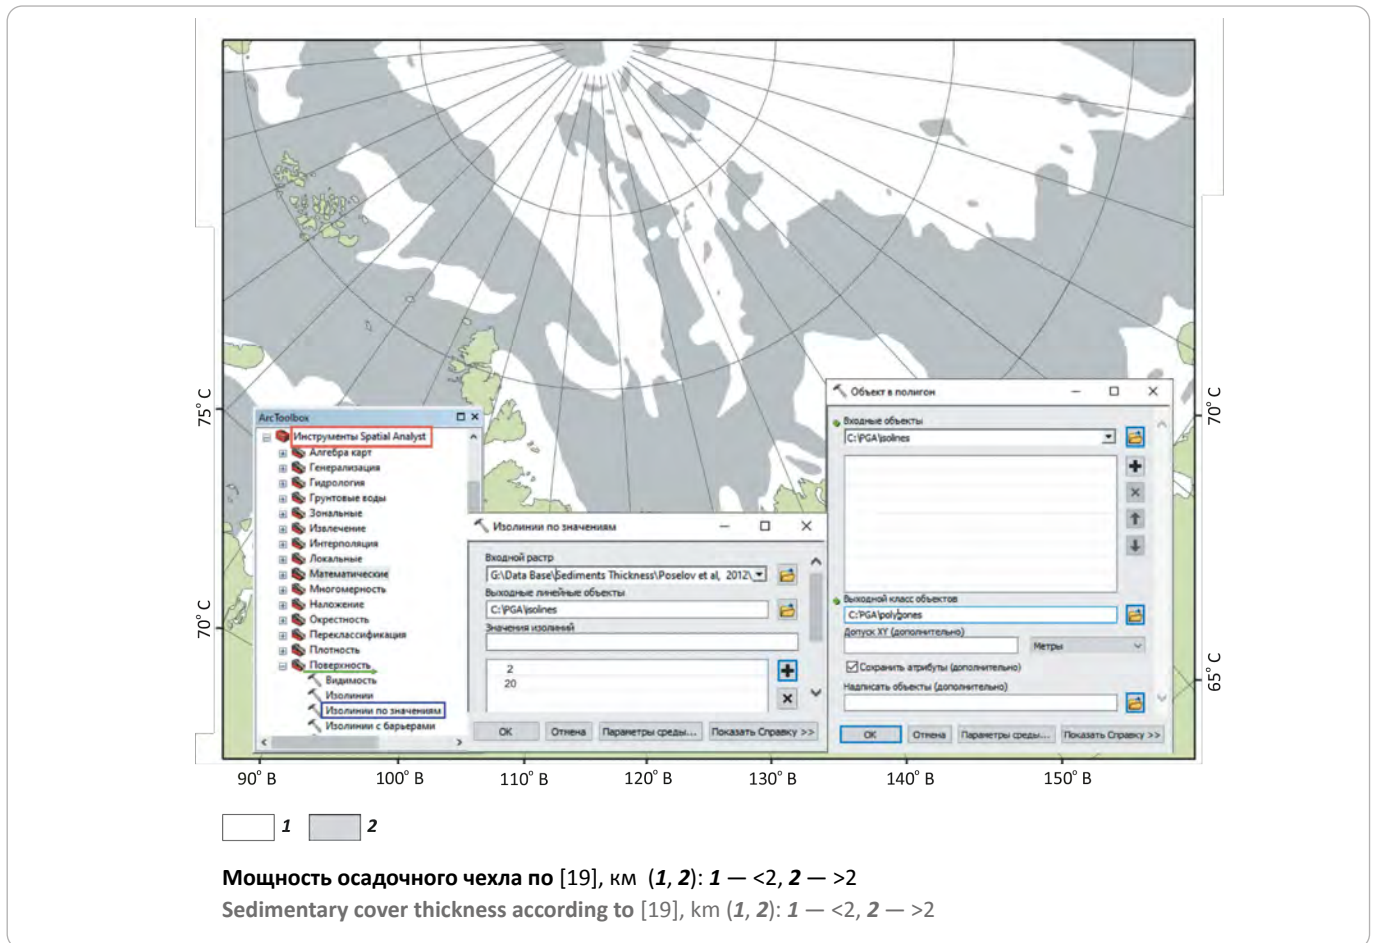 75° С
70° С
70° С
65° С
ArcToolbox
Инструменты Spatial Analyst
Алгебра карт
Генерализация
Гидрология
Грунтовые воды
Зональные
Извлечение
Интерполяция
Локальные
Математические
Многомерность
Наложение
Окрестность
Переклассификация
Плотность
Поверхность
Видимость
Изолинии
Изолинии по значениям
Изолинии с барьерами
Изолинии по значениям
Входной растр
G:\Data Base\Sediments Thickness\Poselov et al, 2012\
Выходные линейные объекты
C:\PGA\isolines
Значения изолиний
2
20
ОК
Отмена
Параметры среды...
Показать Справку >>
Объект в полигон
Входные объекты
C:\PGA\isolines
Выходной класс объектов
C:\PGA\polygones
Допуск XY (дополнительно)
Метры
Сохранить атрибуты (дополнительно)
Надписать объекты (дополнительно)
ОК
Отмена
Параметры среды...
Показать Справку >>
90° В 100° В 110° В 120° В 130° В 140° В 150° В
1 2
Мощность осадочного чехла по [19], км (1, 2): 1 — <2, 2 — >2
Sedimentary cover thickness according to [19], km (1, 2): 1 — <2, 2 — >2